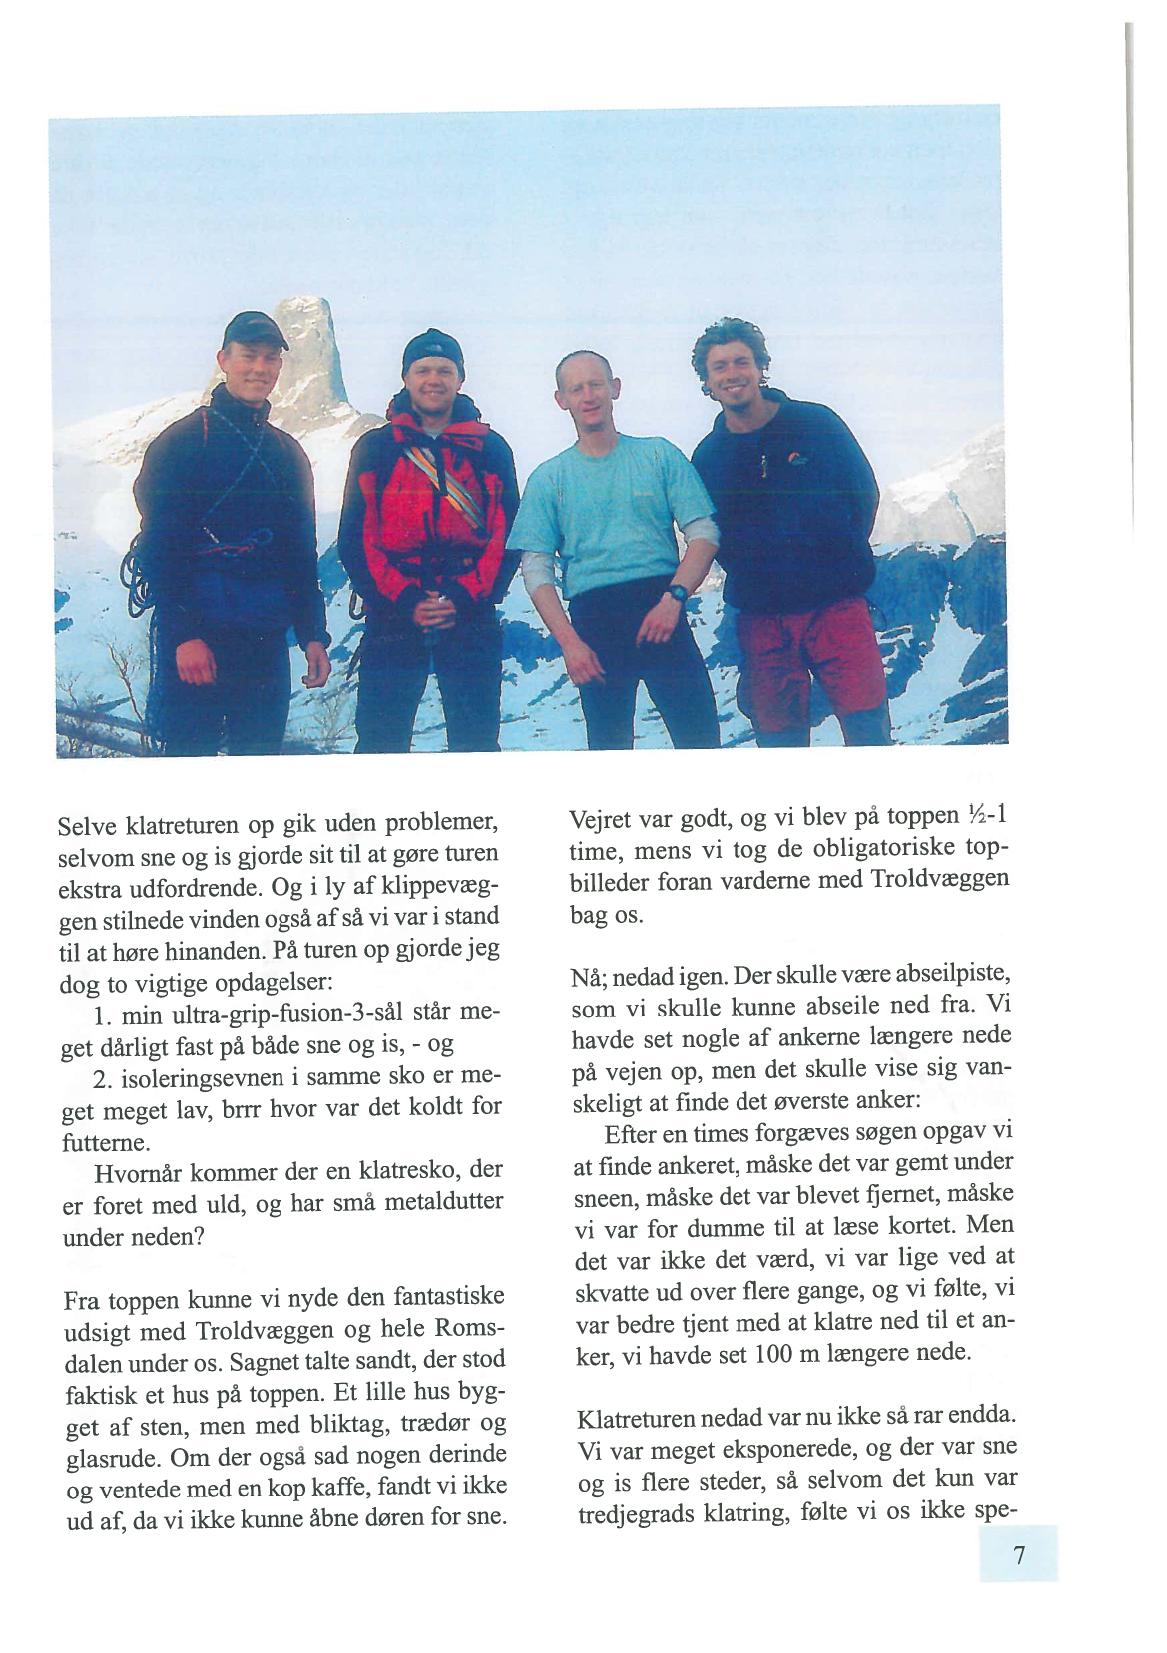 Selve klatreturen op gik uden problemer,
selvom sne og is gjorde sit til at gøre turen
ekstra udfordrende. Og i ly af klippevæg-
gen stilnede vinden også af så vi var i stand
til at høre hinanden. På turen op gjorde jeg
dog to vigtige opdagelser:
1. min ultra-grip-fusion-3-sål står me-
get dårligt fast på både sne og is, - og
2. isoleringsevnen i samme sko er me-
get meget lav, brrr hvor var det koldt for
futterne.
Hvornår kommer der en klatresko, der
er foret med uld, og har små metaldutter
under neden?
Fra toppen kunne vi nyde den fantastiske
udsigt med Troldvæggen og hele Roms-
dalen under os. Sagnet talte sandt, der stod
faktisk et hus på toppen. Et lille hus byg-
get af sten, men med bliktag, trædør og
glasrude. Om der også sad nogen derinde
og ventede med en kop kaffe, fandt vi ikke
ud af, da vi ikke kunne åbne døren for sne.
Vejret var godt, og vi blev på toppen ½-1
time, mens vi tog de obligatoriske top-
billeder foran varderne med Troldvæggen
bag os.
Nå; nedad igen. Der skulle være abseilpiste,
som vi skulle kunne abseile ned fra. Vi
havde set nogle af ankerne længere nede
på vejen op, men det skulle vise sig van-
skeligt at finde det øverste anker:
Efter en times forgæves søgen opgav vi
at finde ankeret, måske det var gemt under
sneen, måske det var blevet fjernet, måske
vi var for dumme til at læse kortet. Men
det var ikke det værd, vi var lige ved at
skvatte ud over flere gange, og vi følte, vi
var bedre tjent med at klatre ned til et an-
ker, vi havde set 100 m længere nede.
Klatreturen nedad var nu ikke så rar endda.
Vi var meget eksponerede, og der var sne
og is flere steder, så selvom det kun var
tredjegrads klatring, følte vi os ikke spe-
7